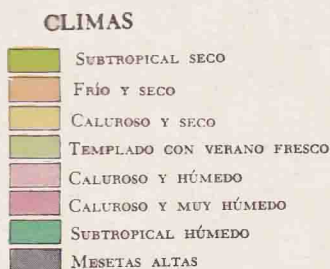 CLIMAS
SUBTROPICAL SECO
FRÍO Y SECO
CALUROSO Y SECO
TEMPLADO CON VERANO FRESCO
CALUROSO Y HÚMEDO
CALUROSO Y MUY HÚMEDO
SUBTROPICAL HÚMEDO
MESETAS ALTAS